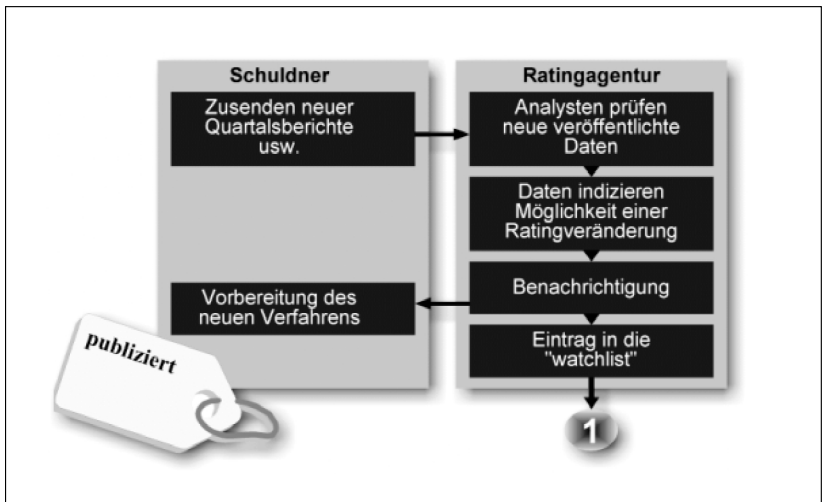 Schuldner
Zusenden neuer
Quartalsberichte
usw.
Vorbereitung des
neuen Verfahrens
Ratingagentur
Analysten prüfen
neue veröffentlichte
Daten
Daten indizieren
Möglichkeit einer
Ratingveränderung
Benachrichtigung
Eintrag in die
"watchlist"
1
publiziert